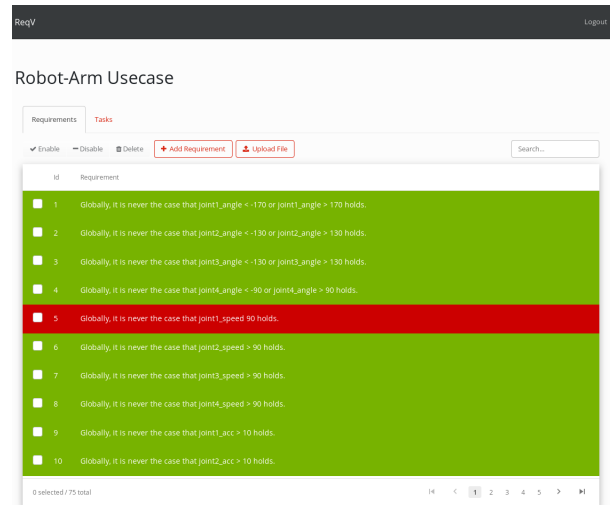 ReqV Logout
Robot-Arm Usecase
Requirements Tasks
Enable Disable Delete + Add Requirement Upload File Search...
Id Requirement
1 Globally, it is never the case that joint1_angle < -170 or joint1_angle > 170 holds.
2 Globally, it is never the case that joint2_angle < -130 or joint2_angle > 130 holds.
3 Globally, it is never the case that joint3_angle < -130 or joint3_angle > 130 holds.
4 Globally, it is never the case that joint4_angle < -90 or joint4_angle > 90 holds.
5 Globally, it is never the case that joint1_speed 90 holds.
6 Globally, it is never the case that joint2_speed > 90 holds.
7 Globally, it is never the case that joint3_speed > 90 holds.
8 Globally, it is never the case that joint4_speed > 90 holds.
9 Globally, it is never the case that joint1_acc > 10 holds.
10 Globally, it is never the case that joint2_acc > 10 holds.
0 selected / 75 total 1 2 3 4 5